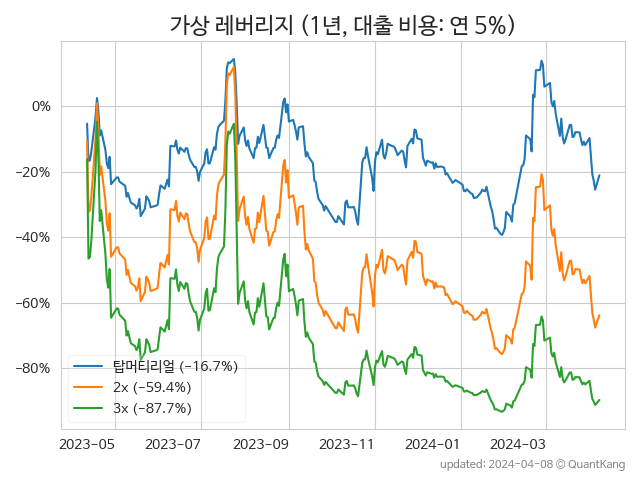 가상 레버리지 (1년, 대출 비용: 연 5%)
0%
−20%
−40%
−60%
−80%
탑머티리얼 (−16.7%)
2x (−59.4%)
3x (−87.7%)
2023−05 2023−07 2023−09 2023−11 2024−01 2024−03
updated: 2024−04−08 © QuantKang